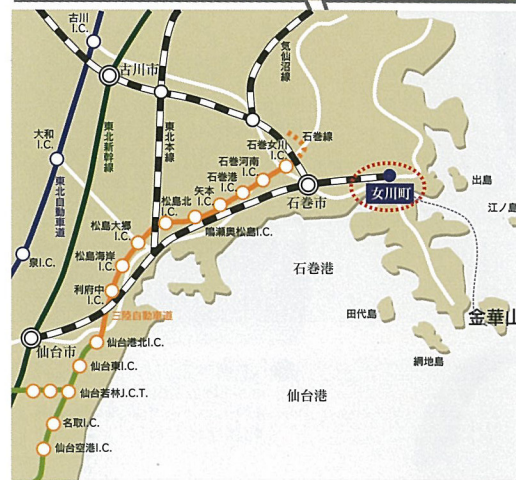 古川
I.C.
古川市
気仙沼線
大和
I.C.
東北新幹線
東北本線
石巻女川
I.C.
石巻線
石巻河南
I.C.
石巻港
I.C.
矢本
I.C.
松島北
I.C.
石巻市
女川町
出島
江ノ島
東北自動車道
松島大郷
I.C.
鳴瀬奥松島I.C.
泉I.C.
松島海岸
I.C.
石巻港
利府中
I.C.
三陸自動車道
田代島
金華山
仙台市
仙台港北I.C.
網地島
仙台東I.C.
仙台若林J.C.T.
仙台港
名取I.C.
仙台空港I.C.